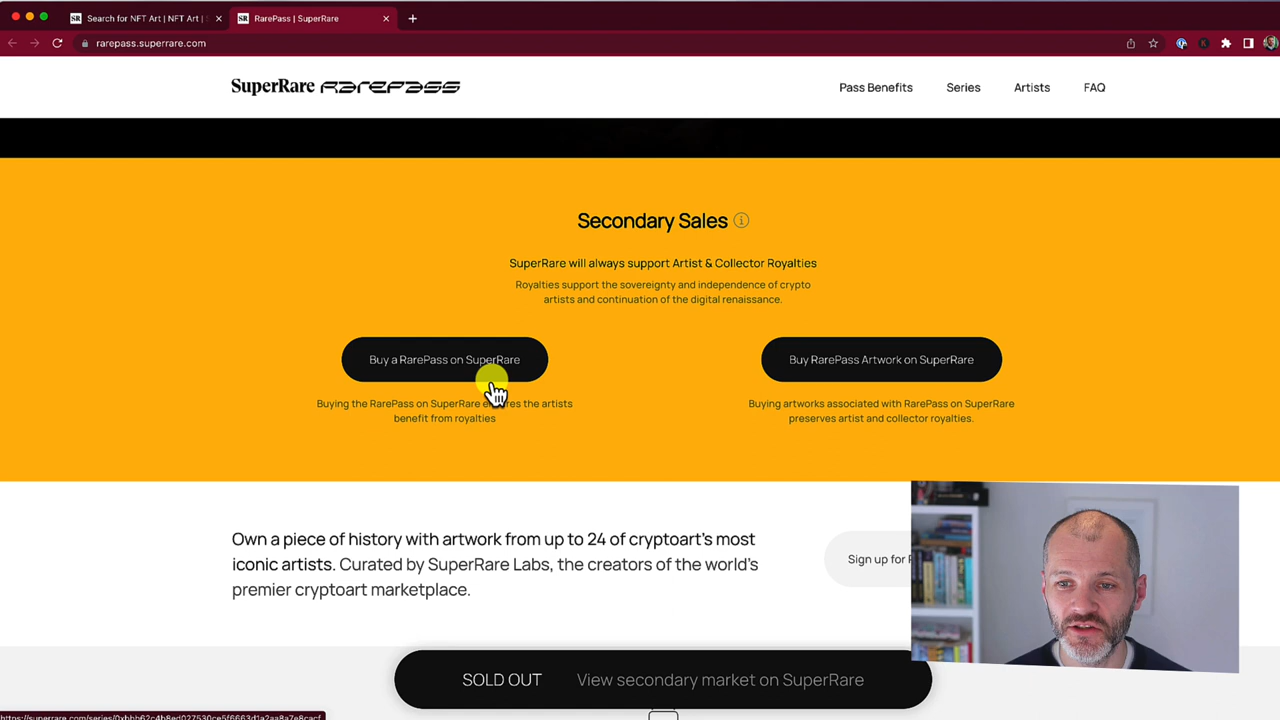 SR Search for NFT Art | NFT Art |
SR RarePass | SuperRare
rarepass.superrare.com
SuperRare RAREPASS
Pass Benefits
Series
Artists
FAQ
Secondary Sales
SuperRare will always support Artist & Collector Royalties
Royalties support the sovereignty and independence of crypto
artists and continuation of the digital renaissance.
Buy a RarePass on SuperRare
Buying the RarePass on SuperRare the artists
benefit from royalties
Buy RarePass Artwork on SuperRare
Buying artworks associated with RarePass on SuperRare
preserves artist and collector royalties.
Own a piece of history with artwork from up to 24 of cryptoart's most
iconic artists. Curated by SuperRare Labs, the creators of the world's
premier cryptoart marketplace.
Sign up for
SOLD OUT View secondary market on SuperRare